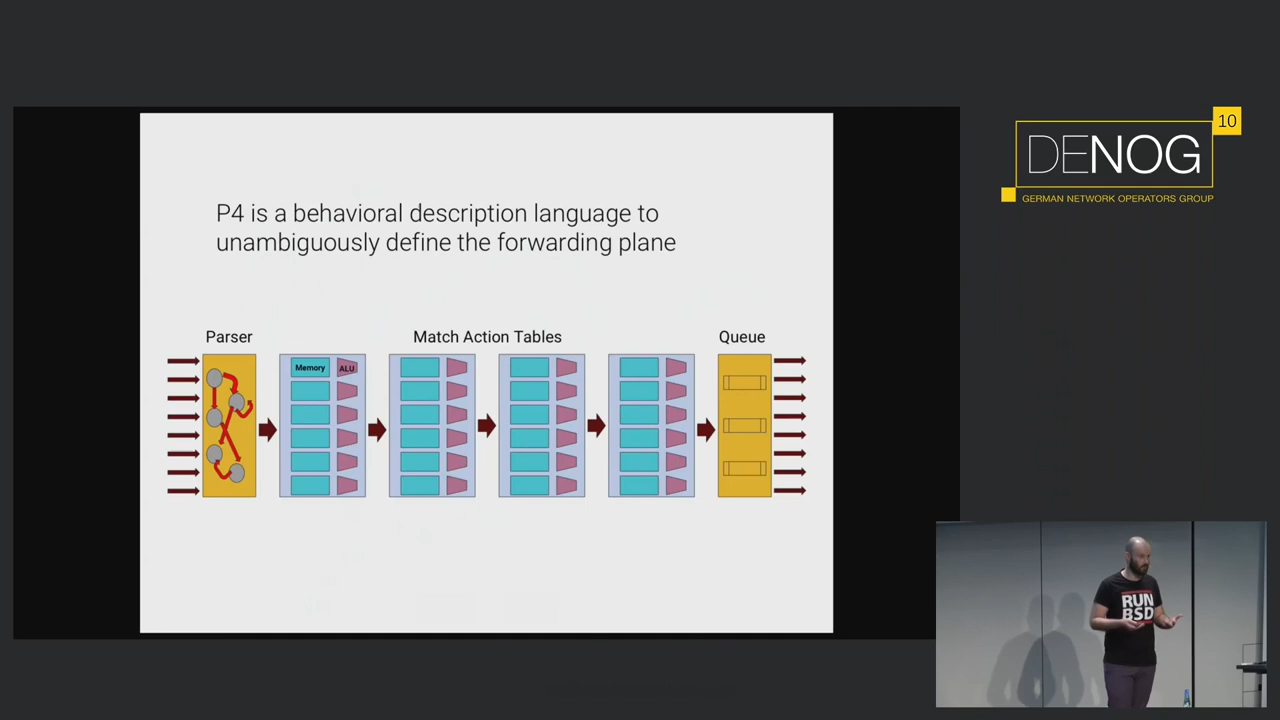 P4 is a behavioral description language to
unambiguously define the forwarding plane
Parser
Match Action Tables
Queue
Memory
ALU
10
DENOG
GERMAN NETWORK OPERATORS GROUP
RUN
BSD